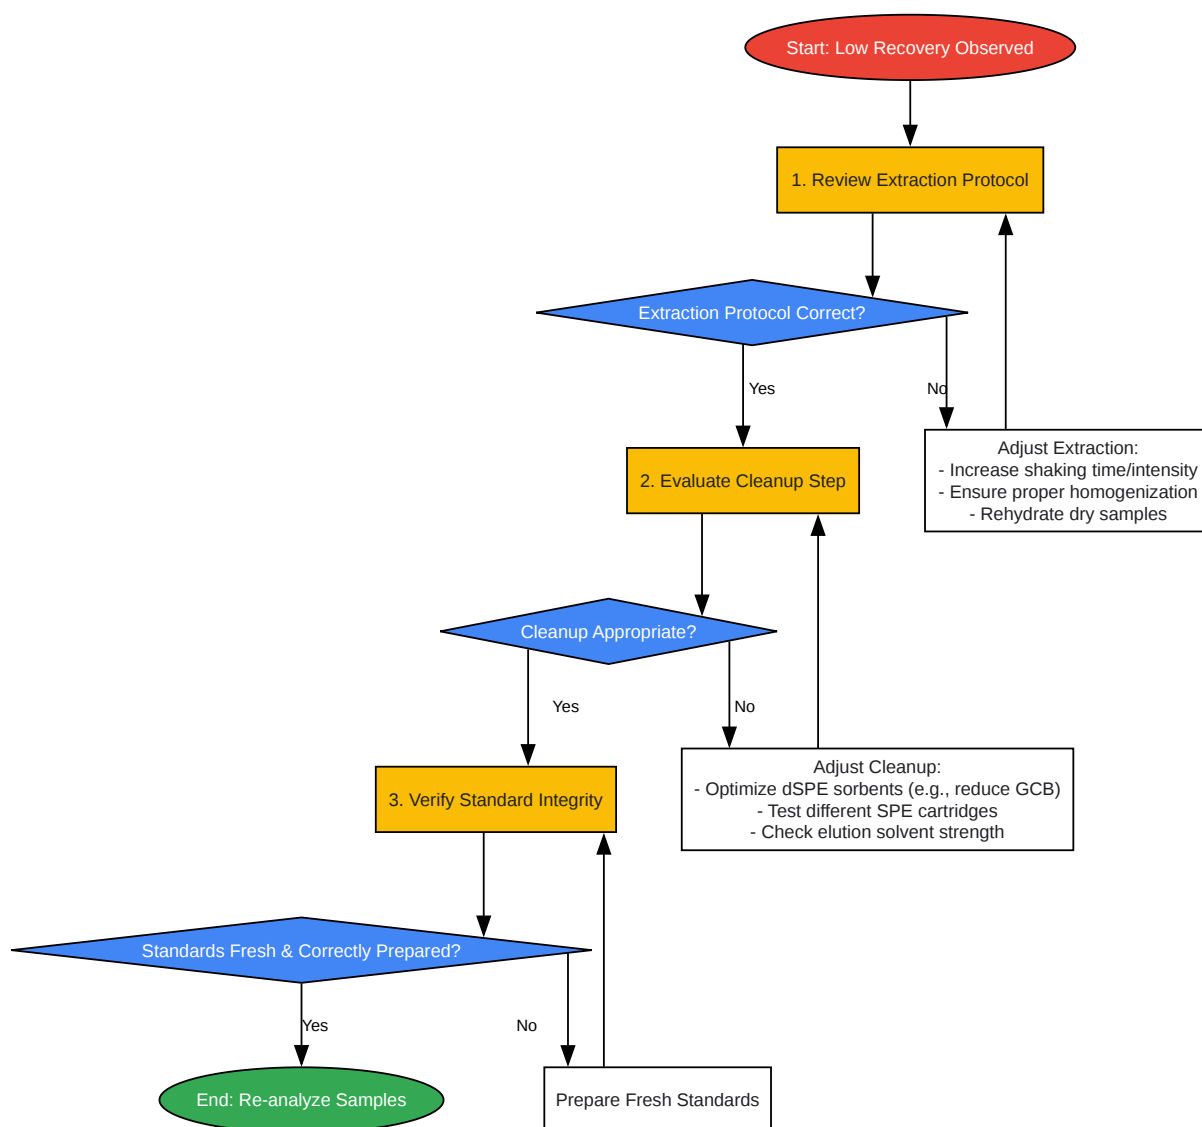 Start: Low Recovery Observed
1. Review Extraction Protocol
Extraction Protocol Correct?
Yes
No
Adjust Extraction:
- Increase shaking time/intensity
- Ensure proper homogenization
- Rehydrate dry samples
2. Evaluate Cleanup Step
Cleanup Appropriate?
Yes
No
Adjust Cleanup:
- Optimize dSPE sorbents (e.g., reduce GCB)
- Test different SPE cartridges
- Check elution solvent strength
3. Verify Standard Integrity
Standards Fresh & Correctly Prepared?
Yes
No
End: Re-analyze Samples
Prepare Fresh Standards